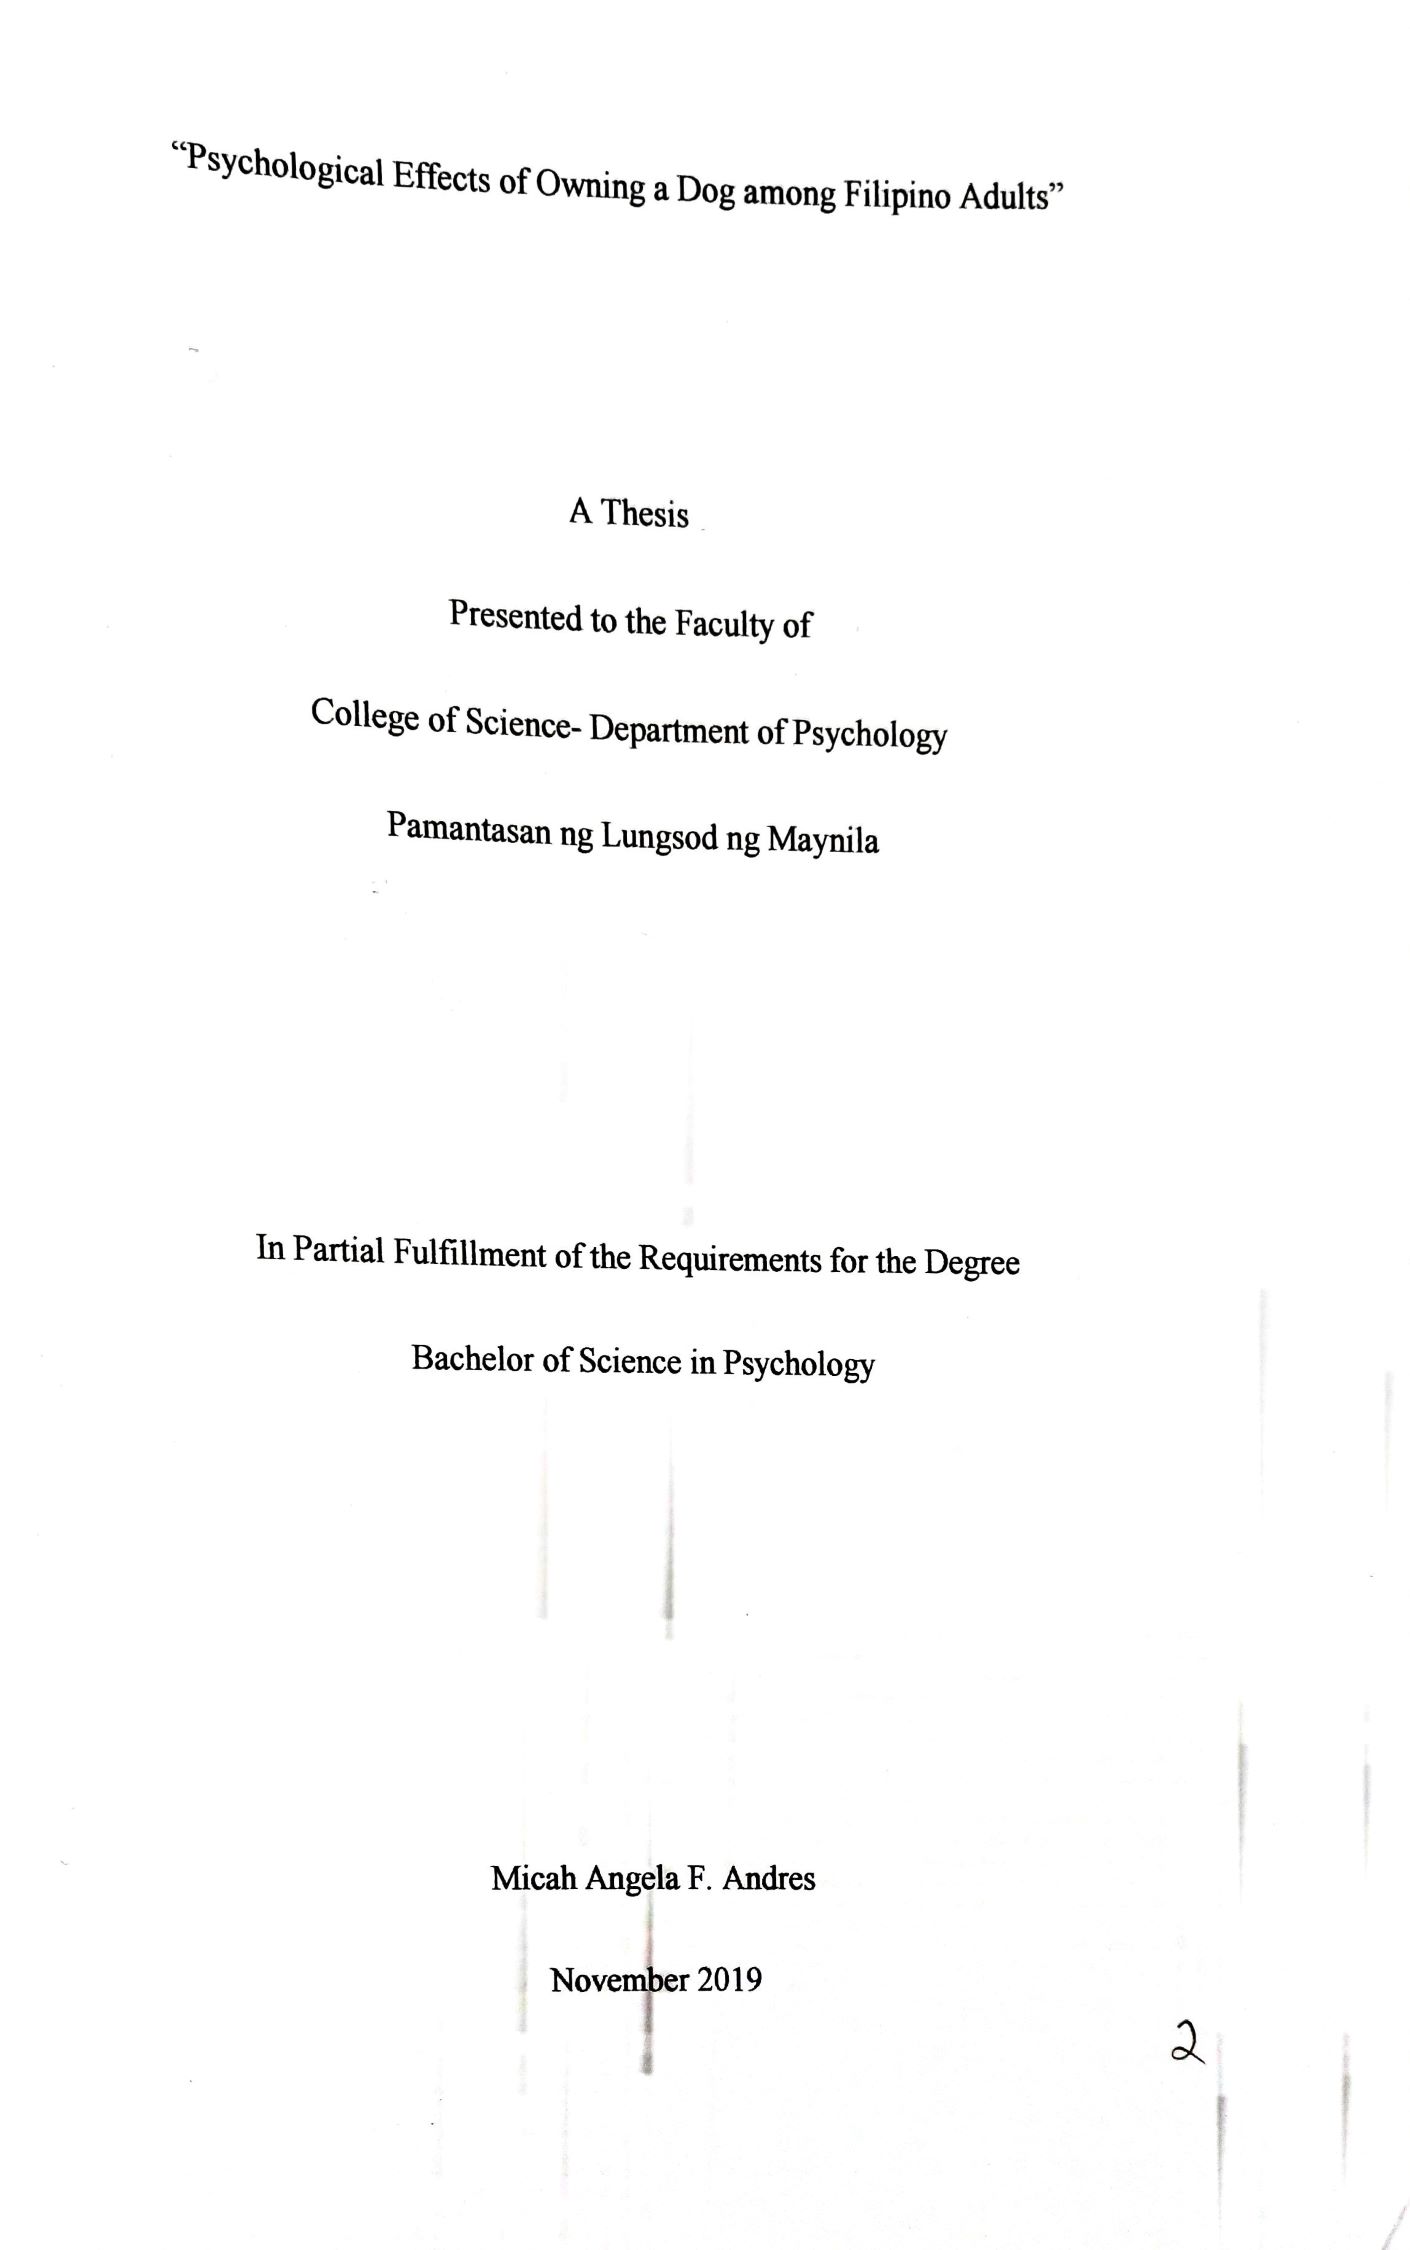 “Psychological Effects of Owning a Dog among Filipino Adults”
A Thesis
Presented to the Faculty of
College of Science- Department of Psychology
Pamantasan ng Lungsod ng Maynila
In Partial Fulfillment of the Requirements for the Degree
Bachelor of Science in Psychology
Micah Angela F. Andres
November 2019
2